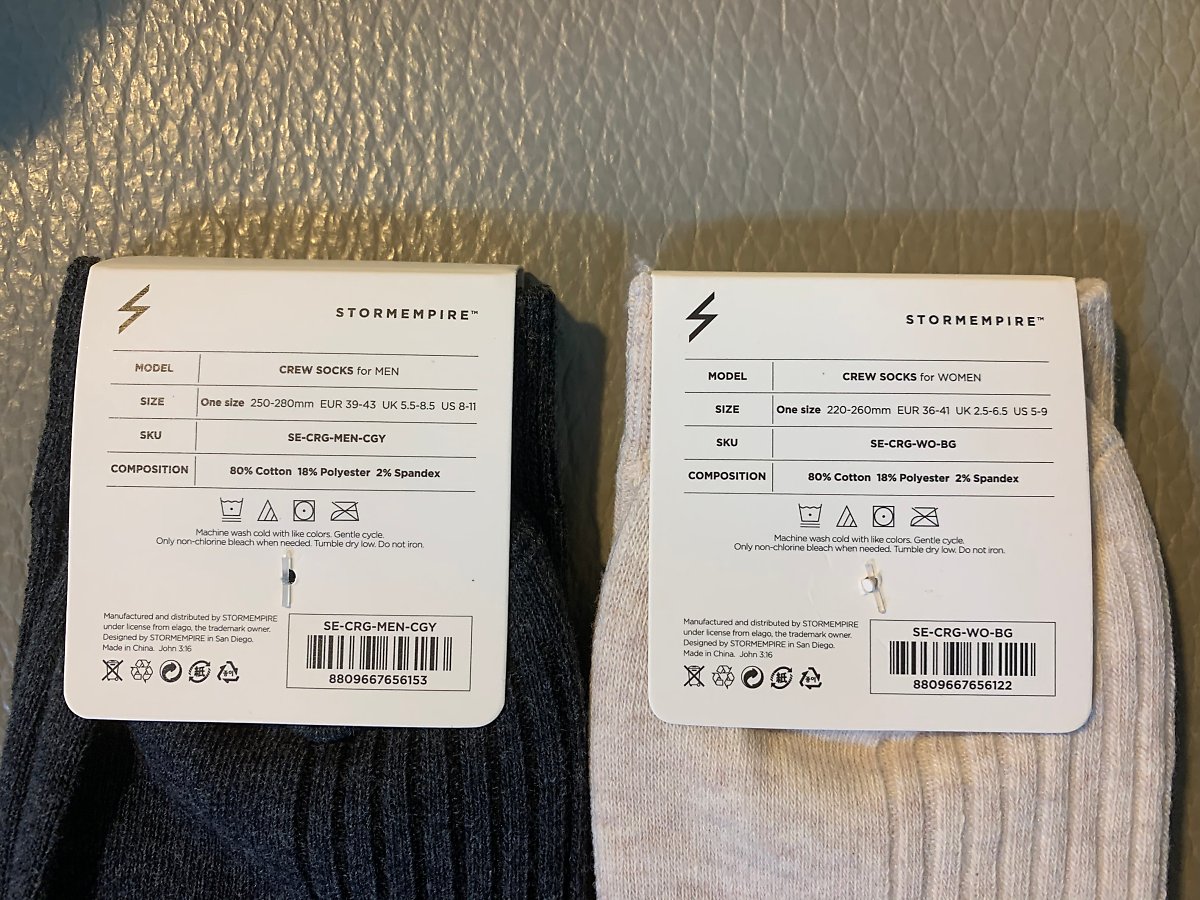 STORMEMPIRE™
MODEL CREW SOCKS for MEN
SIZE One size 250-280mm EUR 39-43 UK 5.5-8.5 US 8-11
SKU SE-CRG-MEN-CGY
COMPOSITION 80% Cotton 18% Polyester 2% Spandex
Machine wash cold with like colors. Gentle cycle.
Only non-chlorine bleach when needed. Tumble dry low. Do not iron.
Manufactured and distributed by STORMEMPIRE
under license from elago, the trademark owner.
Designed by STORMEMPIRE in San Diego.
Made in China. John 3:16
紙
SE-CRG-MEN-CGY
8809667656153
STORMEMPIRE™
MODEL CREW SOCKS for WOMEN
SIZE One size 220-260mm EUR 36-41 UK 2.5-6.5 US 5-9
SKU SE-CRG-WO-BG
COMPOSITION 80% Cotton 18% Polyester 2% Spandex
Machine wash cold with like colors. Gentle cycle.
Only non-chlorine bleach when needed. Tumble dry low. Do not iron.
Manufactured and distributed by STORMEMPIRE
under license from elago, the trademark owner.
Designed by STORMEMPIRE in San Diego.
Made in China. John 3:16
紙
SE-CRG-WO-BG
8809667656122